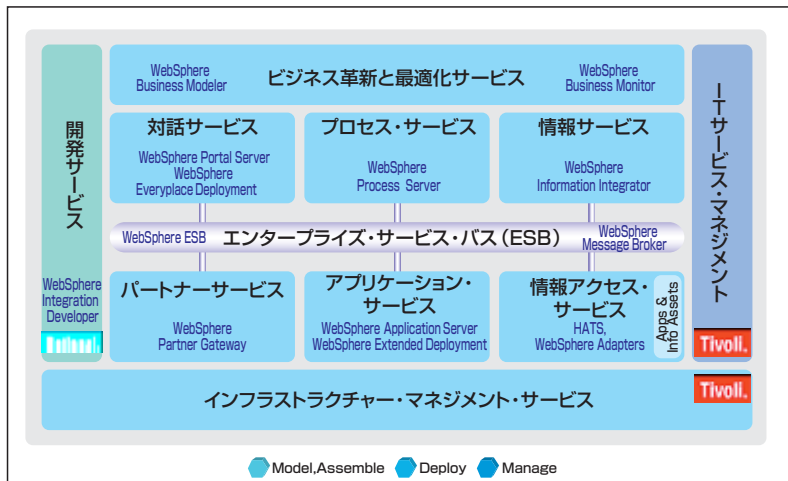 WebSphere
Business Modeler
ビジネス革新と最適化サービス
WebSphere
Business Monitor
開発サービス
WebSphere
Integration
Developer
Rational.
対話サービス
WebSphere Portal Server
WebSphere
Everyplace Deployment
プロセス・サービス
WebSphere
Process Server
情報サービス
WebSphere
Information Integrator
WebSphere ESB
エンタープライズ・サービス・バス(ESB)
WebSphere
Message Broker
パートナーサービス
WebSphere
Partner Gateway
アプリケーション・
サービス
WebSphere Application Server
WebSphere Extended Deployment
情報アクセス・
サービス
HATS,
WebSphere Adapters
Apps &
Info Assets
ITサービス・マネジメント
Tivoli.
インフラストラクチャー・マネジメント・サービス
Tivoli.
Model,Assemble
Deploy
Manage